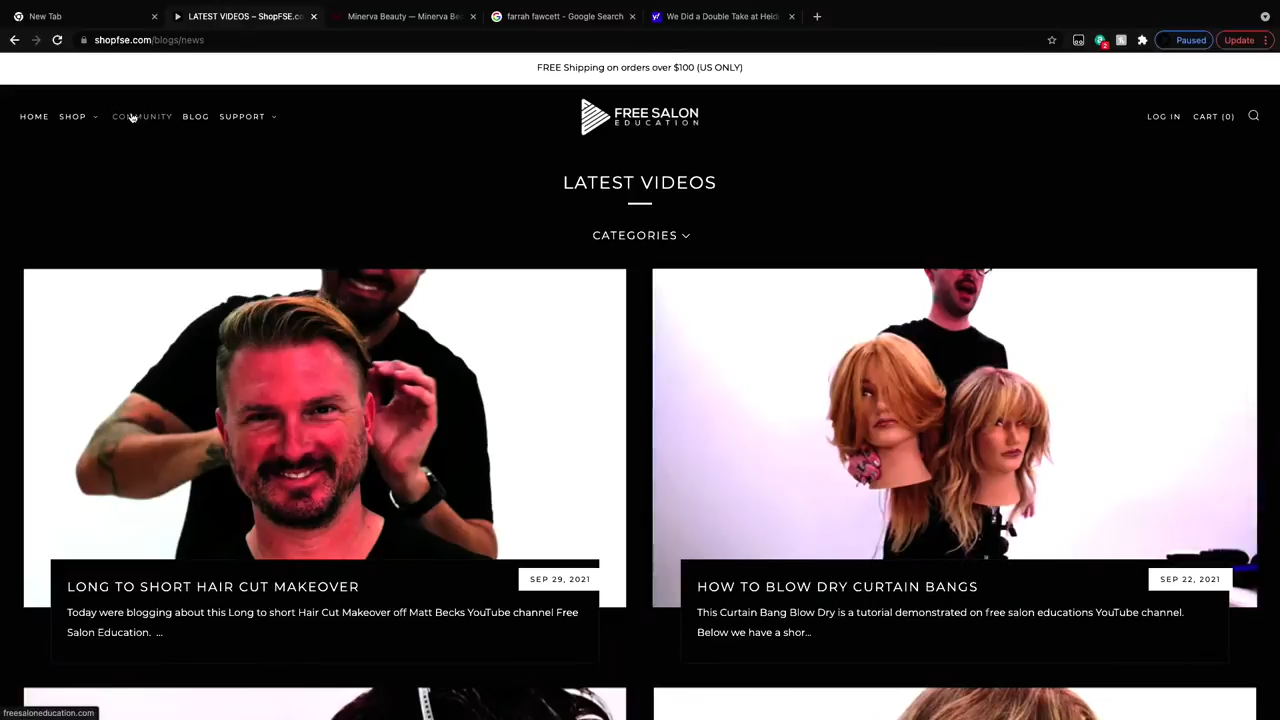 New Tab
LATEST VIDEOS – ShopFSE.c
Minerva Beauty — Minerva Be
farrah fawcett - Google Search
We Did a Double Take at Heid
shopfse.com/blogs/news
2
Paused
Update
FREE Shipping on orders over $100 (US ONLY)
HOME
SHOP
COMMUNITY
BLOG
SUPPORT
FREE SALON
EDUCATION
LOG IN
CART (0)
LATEST VIDEOS
CATEGORIES
SEP 29, 2021
LONG TO SHORT HAIR CUT MAKEOVER
Today were blogging about this Long to short Hair Cut Makeover off Matt Becks YouTube channel Free
Salon Education. ...
SEP 22, 2021
HOW TO BLOW DRY CURTAIN BANGS
This Curtain Bang Blow Dry is a tutorial demonstrated on free salon educations YouTube channel.
Below we have a shor...
freesaloneducation.com